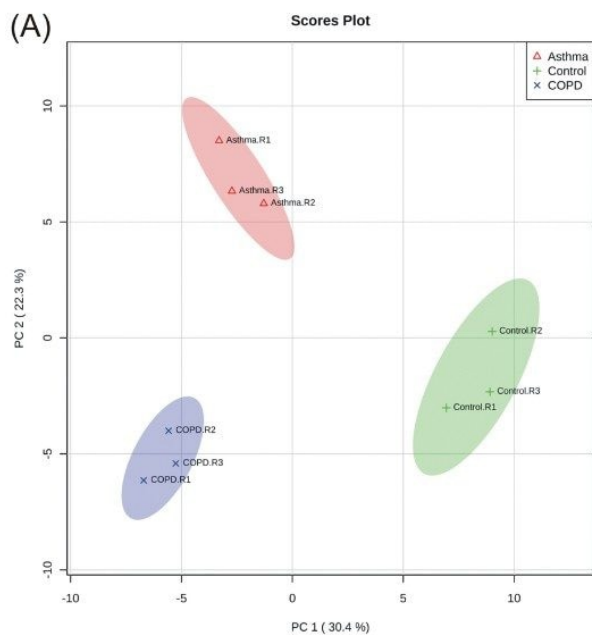 (A)
Scores Plot
Asthma
Control
COPD
Asthma.R1
Asthma.R3
Asthma.R2
Control.R2
Control.R3
Control.R1
COPD.R2
COPD.R3
COPD.R1
PC 2 ( 22.3 %)
10
5
0
-5
-10
-10
-5
0
5
10
PC 1 ( 30.4 %)